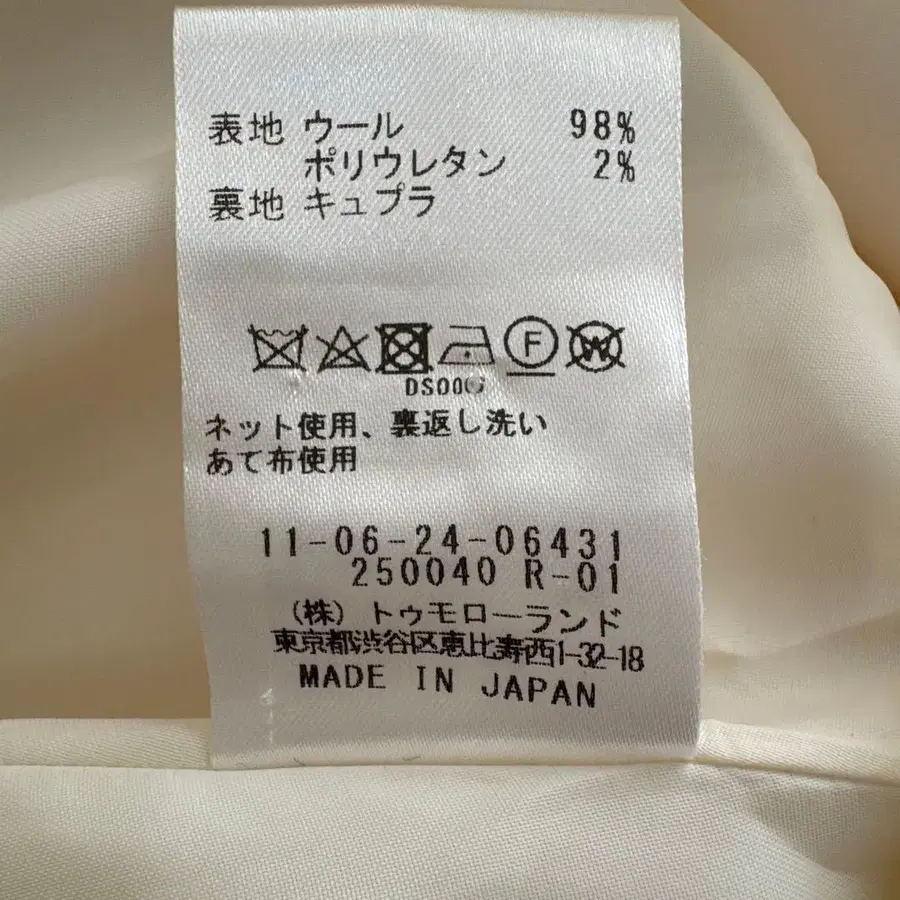 表地 ウール 98%
ポリウレタン 2%
裏地 キュプラ
F
W
ネット使用、裏返し洗い
あて布使用
11-06-24-06431
250040 R-01
(株) トゥモローランド
東京都渋谷区恵比寿西1-32-18
MADE IN JAPAN